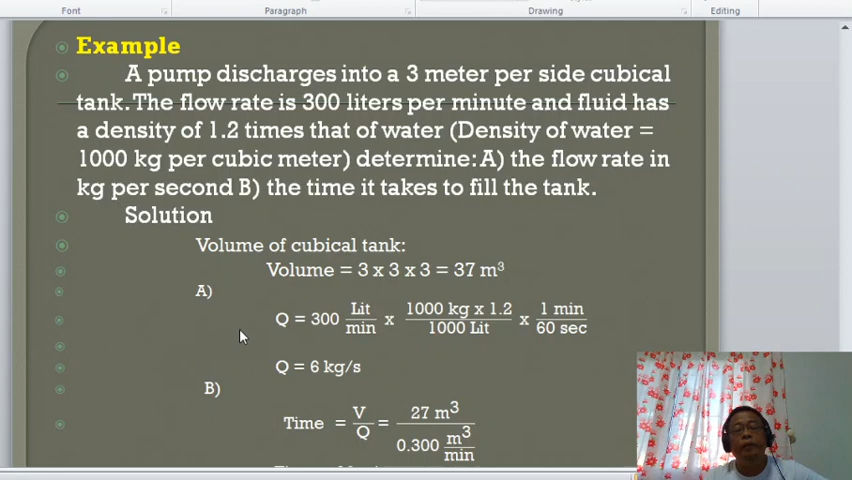 Font Paragraph Drawing Editing
Example
A pump discharges into a 3 meter per side cubical
tank. The flow rate is 300 liters per minute and fluid has
a density of 1.2 times that of water (Density of water =
1000 kg per cubic meter) determine: A) the flow rate in
kg per second B) the time it takes to fill the tank.
Solution
Volume of cubical tank:
Volume = 3 x 3 x 3 = 37 m³
A)
Q = 300 Lit/min x 1000 kg x 1.2/1000 Lit x 1 min/60 sec
Q = 6 kg/s
B)
Time = V/Q = 27 m³/0.300 m³/min